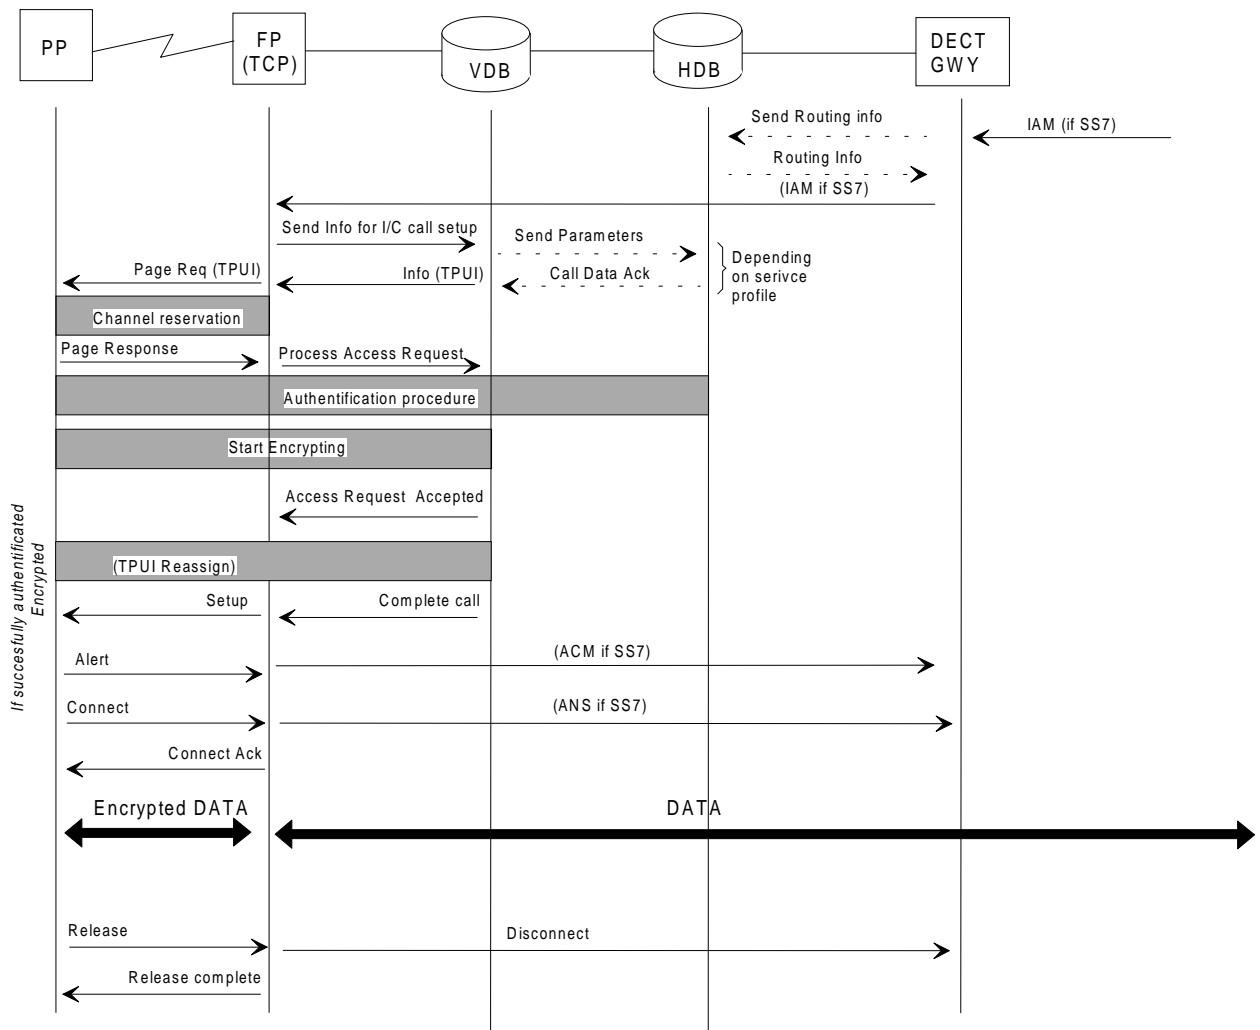 PP
FP
(TCP)
VDB
HDB
DECT
GWY
Send Routing info
IAM (if SS7)
Routing Info
(IAM if SS7)
Send Info for I/C call setup
Send Parameters
Depending
on serivce
profile
Page Req (TPUI)
Info (TPUI)
Call Data Ack
Channel reservation
Page Response
Process Access Request
Authentification procedure
Start Encrypting
Access Request Accepted
If succesfully authentificated
Encrypted
(TPUI Reassign)
Setup
Complete call
Alert
(ACM if SS7)
Connect
(ANS if SS7)
Connect Ack
Encrypted DATA
DATA
Release
Disconnect
Release complete